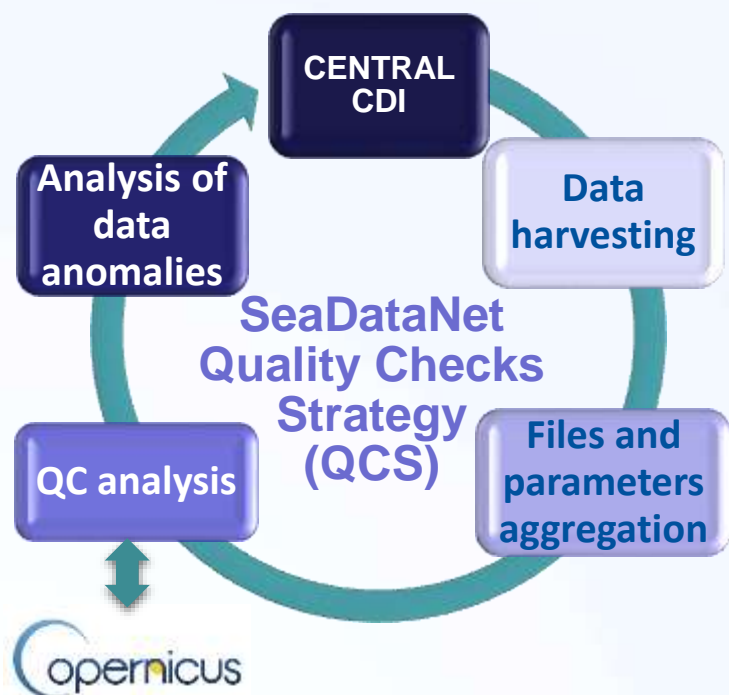 CENTRAL
CDI
Data
harvesting
Files and
parameters
aggregation
QC analysis
Analysis of
data
anomalies
SeaDataNet
Quality Checks
Strategy
(QCS)
Copernicus